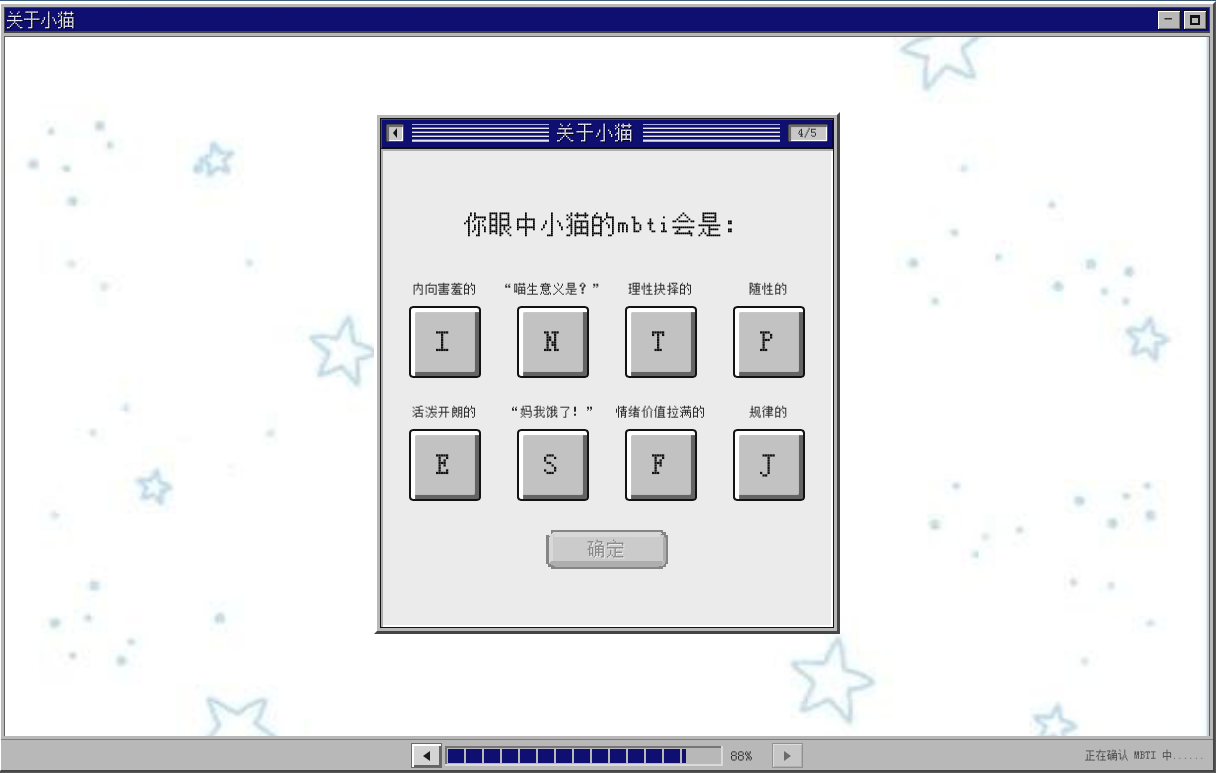 关于小猫
关于小猫
4/5
你眼中小猫的mbti会是：
内向害羞的
“喵生意义是？”
理性抉择的
随性的
I
N
T
P
活泼开朗的
“妈我饿了！”
情绪价值拉满的
规律的
E
S
F
J
确定
88%
正在确认 MBTI 中......